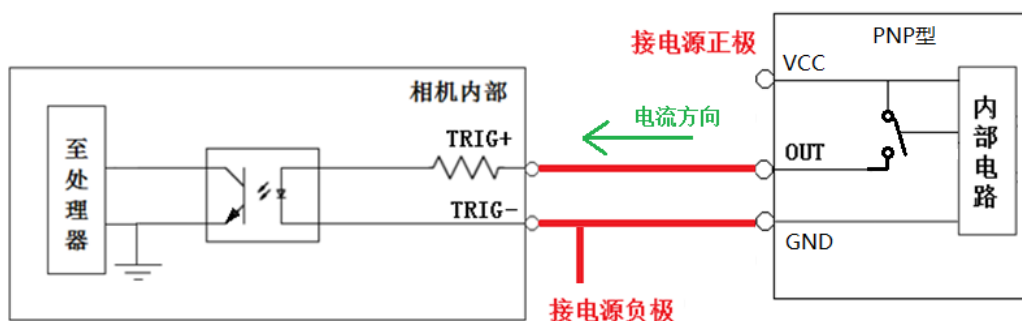 PNP型
接电源正极
VCC
相机内部
电流方向
至处理器
TRIG+
OUT
内部电路
TRIG-
GND
接电源负极